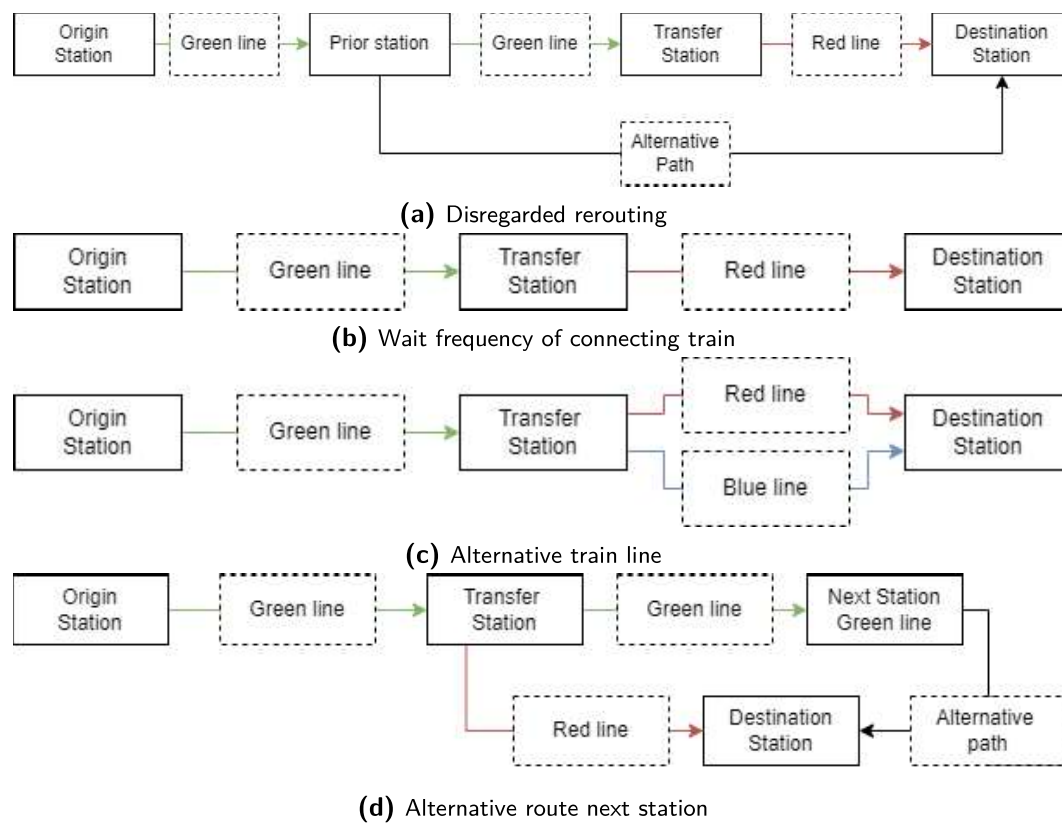 Origin
Station
Green line
Prior station
Green line
Transfer
Station
Red line
Destination
Station
Alternative
Path
(a) Disregarded rerouting
Origin
Station
Green line
Transfer
Station
Red line
Destination
Station
(b) Wait frequency of connecting train
Origin
Station
Green line
Transfer
Station
Red line
Blue line
Destination
Station
(c) Alternative train line
Origin
Station
Green line
Transfer
Station
Green line
Next Station
Green line
Red line
Destination
Station
Alternative
path
(d) Alternative route next station